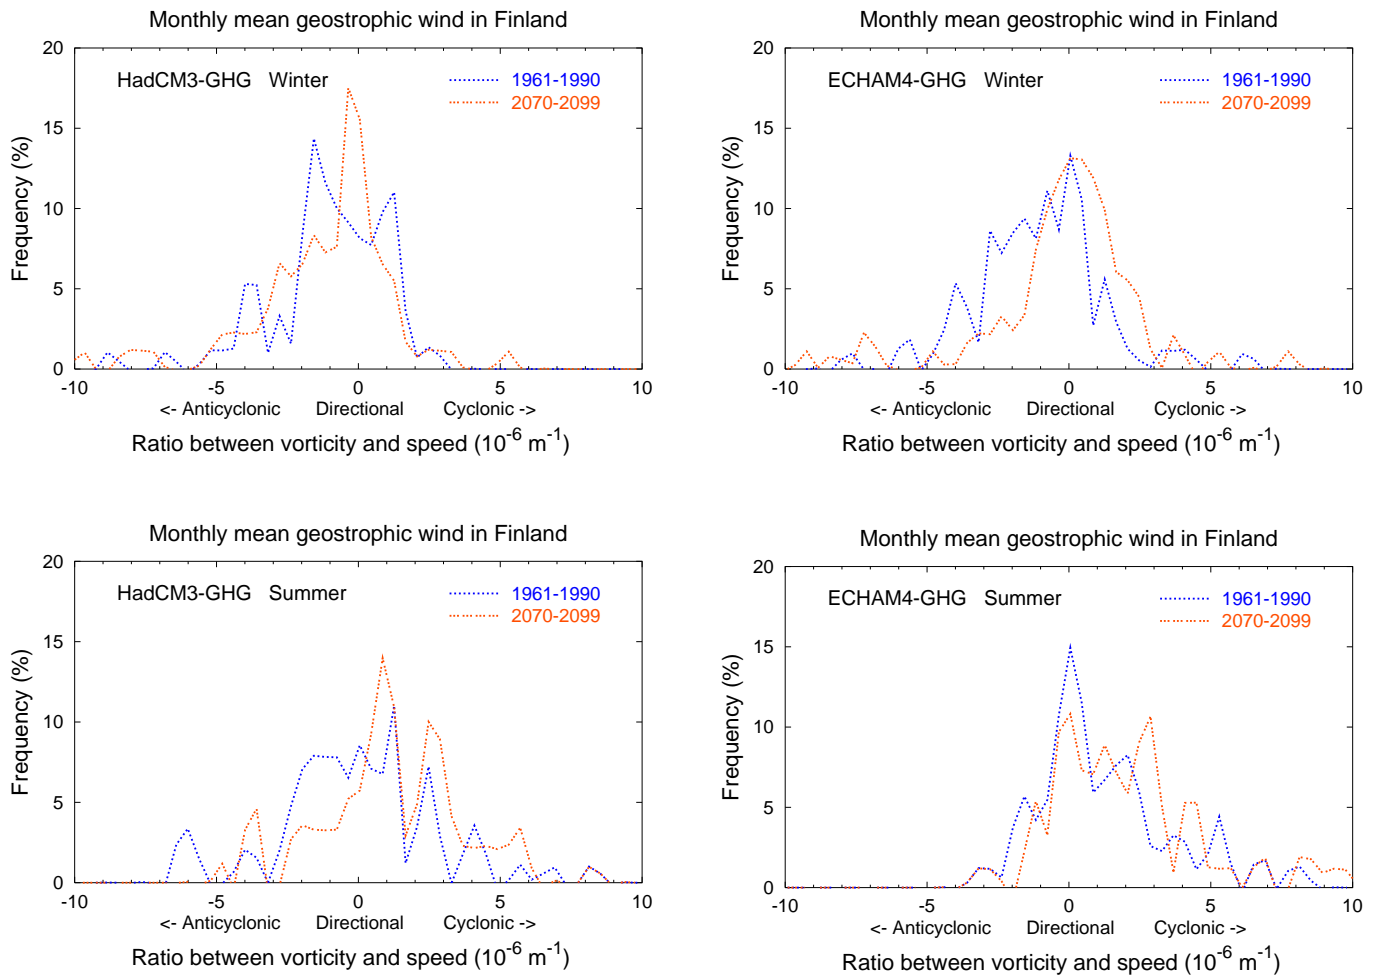 Monthly mean geostrophic wind in Finland
HadCM3-GHG Winter
1961-1990
2070-2099
Frequency (%)
20
15
10
5
0
-10 -5 0 5 10
<- Anticyclonic Directional Cyclonic ->
Ratio between vorticity and speed (10^-6 m^-1)
Monthly mean geostrophic wind in Finland
ECHAM4-GHG Winter
1961-1990
2070-2099
Frequency (%)
20
15
10
5
0
-10 -5 0 5 10
<- Anticyclonic Directional Cyclonic ->
Ratio between vorticity and speed (10^-6 m^-1)
Monthly mean geostrophic wind in Finland
HadCM3-GHG Summer
1961-1990
2070-2099
Frequency (%)
20
15
10
5
0
-10 -5 0 5 10
<- Anticyclonic Directional Cyclonic ->
Ratio between vorticity and speed (10^-6 m^-1)
Monthly mean geostrophic wind in Finland
ECHAM4-GHG Summer
1961-1990
2070-2099
Frequency (%)
20
15
10
5
0
-10 -5 0 5 10
<- Anticyclonic Directional Cyclonic ->
Ratio between vorticity and speed (10^-6 m^-1)